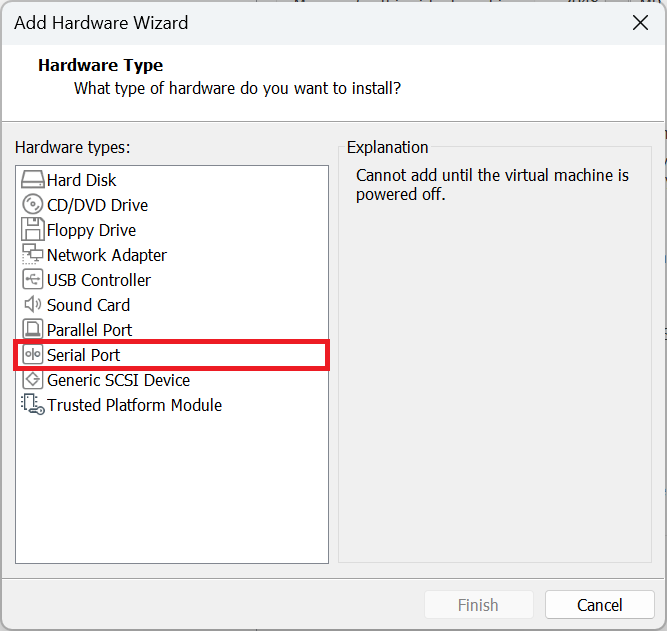 Add Hardware Wizard
Hardware Type
What type of hardware do you want to install?
Hardware types:
Hard Disk
CD/DVD Drive
Floppy Drive
Network Adapter
USB Controller
Sound Card
Parallel Port
Serial Port
Generic SCSI Device
Trusted Platform Module
Explanation
Cannot add until the virtual machine is
powered off.
Finish
Cancel